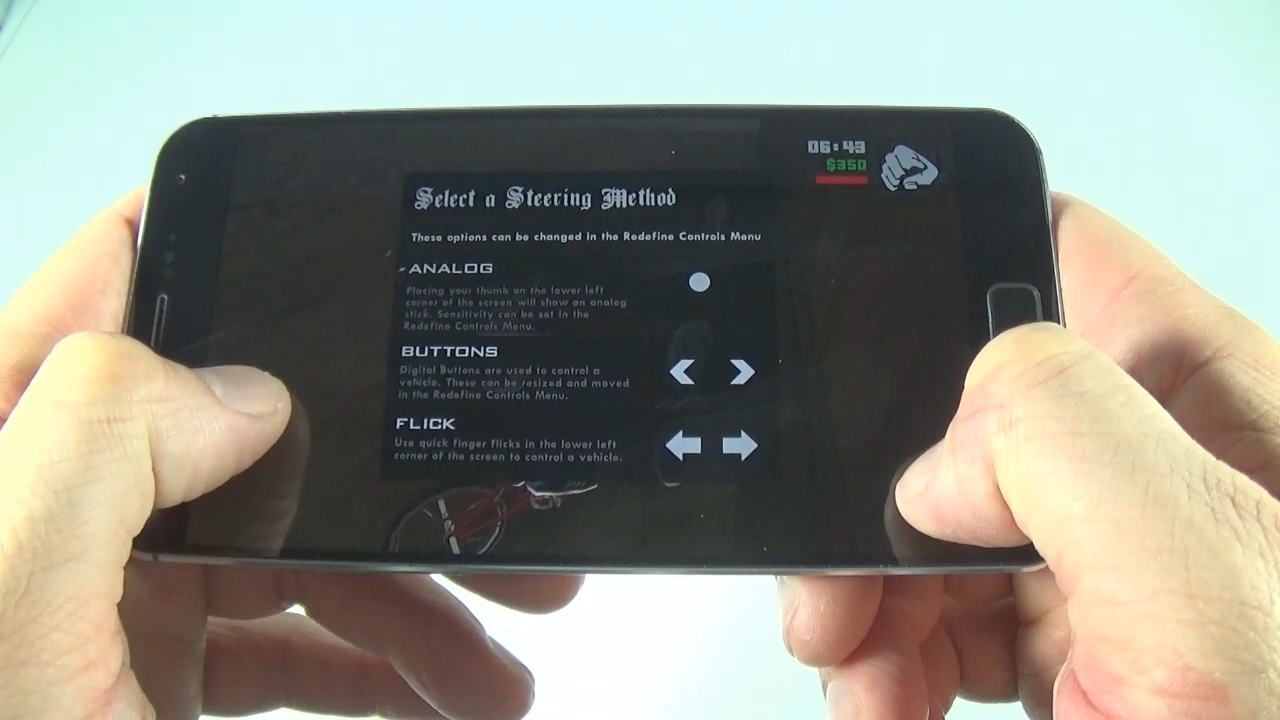 06:43
$350
Select a Steering Method
These options can be changed in the Redefine Controls Menu
ANALOG
Placing your thumb on the lower left
corner of the screen will show an analog
stick. Sensitivity can be set in the
Redefine Controls Menu.
BUTTONS
Digital Buttons are used to control a
vehicle. These can be resized and moved
in the Redefine Controls Menu.
FLICK
Use quick finger flicks in the lower left
corner of the screen to control a vehicle.